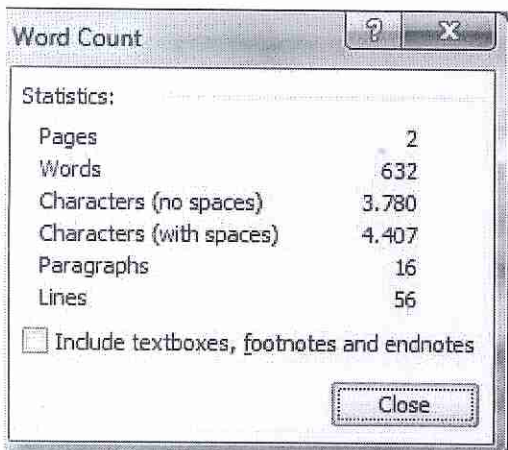 Word Count
Statistics:
Pages 2
Words 632
Characters (no spaces) 3.780
Characters (with spaces) 4.407
Paragraphs 16
Lines 56
Include textboxes, footnotes and endnotes
Close